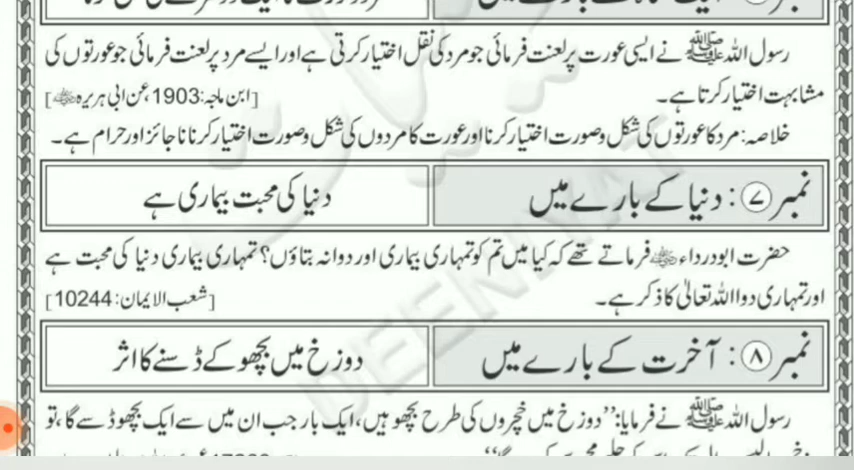 رسول اللہ ﷺ نے ایسی عورت پر لعنت فرمائی جو مرد کی نقل اختیار کرتی ہے اور ایسے مرد پر لعنت فرمائی جو عورتوں کی
مشابہت اختیار کرتا ہے۔ [ابن ماجہ:1903، عن ابی ہریرہ ؓ]
خلاصہ: مرد کا عورتوں کی شکل و صورت اختیار کرنا اور عورت کا مردوں کی شکل و صورت اختیار کرنا ناجائز اور حرام ہے۔
نمبر ۷: دنیا کے بارے میں دنیا کی محبت بیماری ہے
حضرت ابودرداء ؓ فرماتے تھے کہ کیا میں تم کو تمہاری بیماری اور دوا نہ بتاؤں؟ تمہاری بیماری دنیا کی محبت ہے
اور تمہاری دوا اللہ تعالیٰ کا ذکر ہے۔ [شعب الایمان:10244]
نمبر ۸: آخرت کے بارے میں دوزخ میں بچھو کے ڈسنے کا اثر
رسول اللہ ﷺ نے فرمایا: ’’دوزخ میں خچروں کی طرح بچھو ہیں، ایک بار جب ان میں سے ایک بچھو ڈسے گا، تو
DEENIYAT